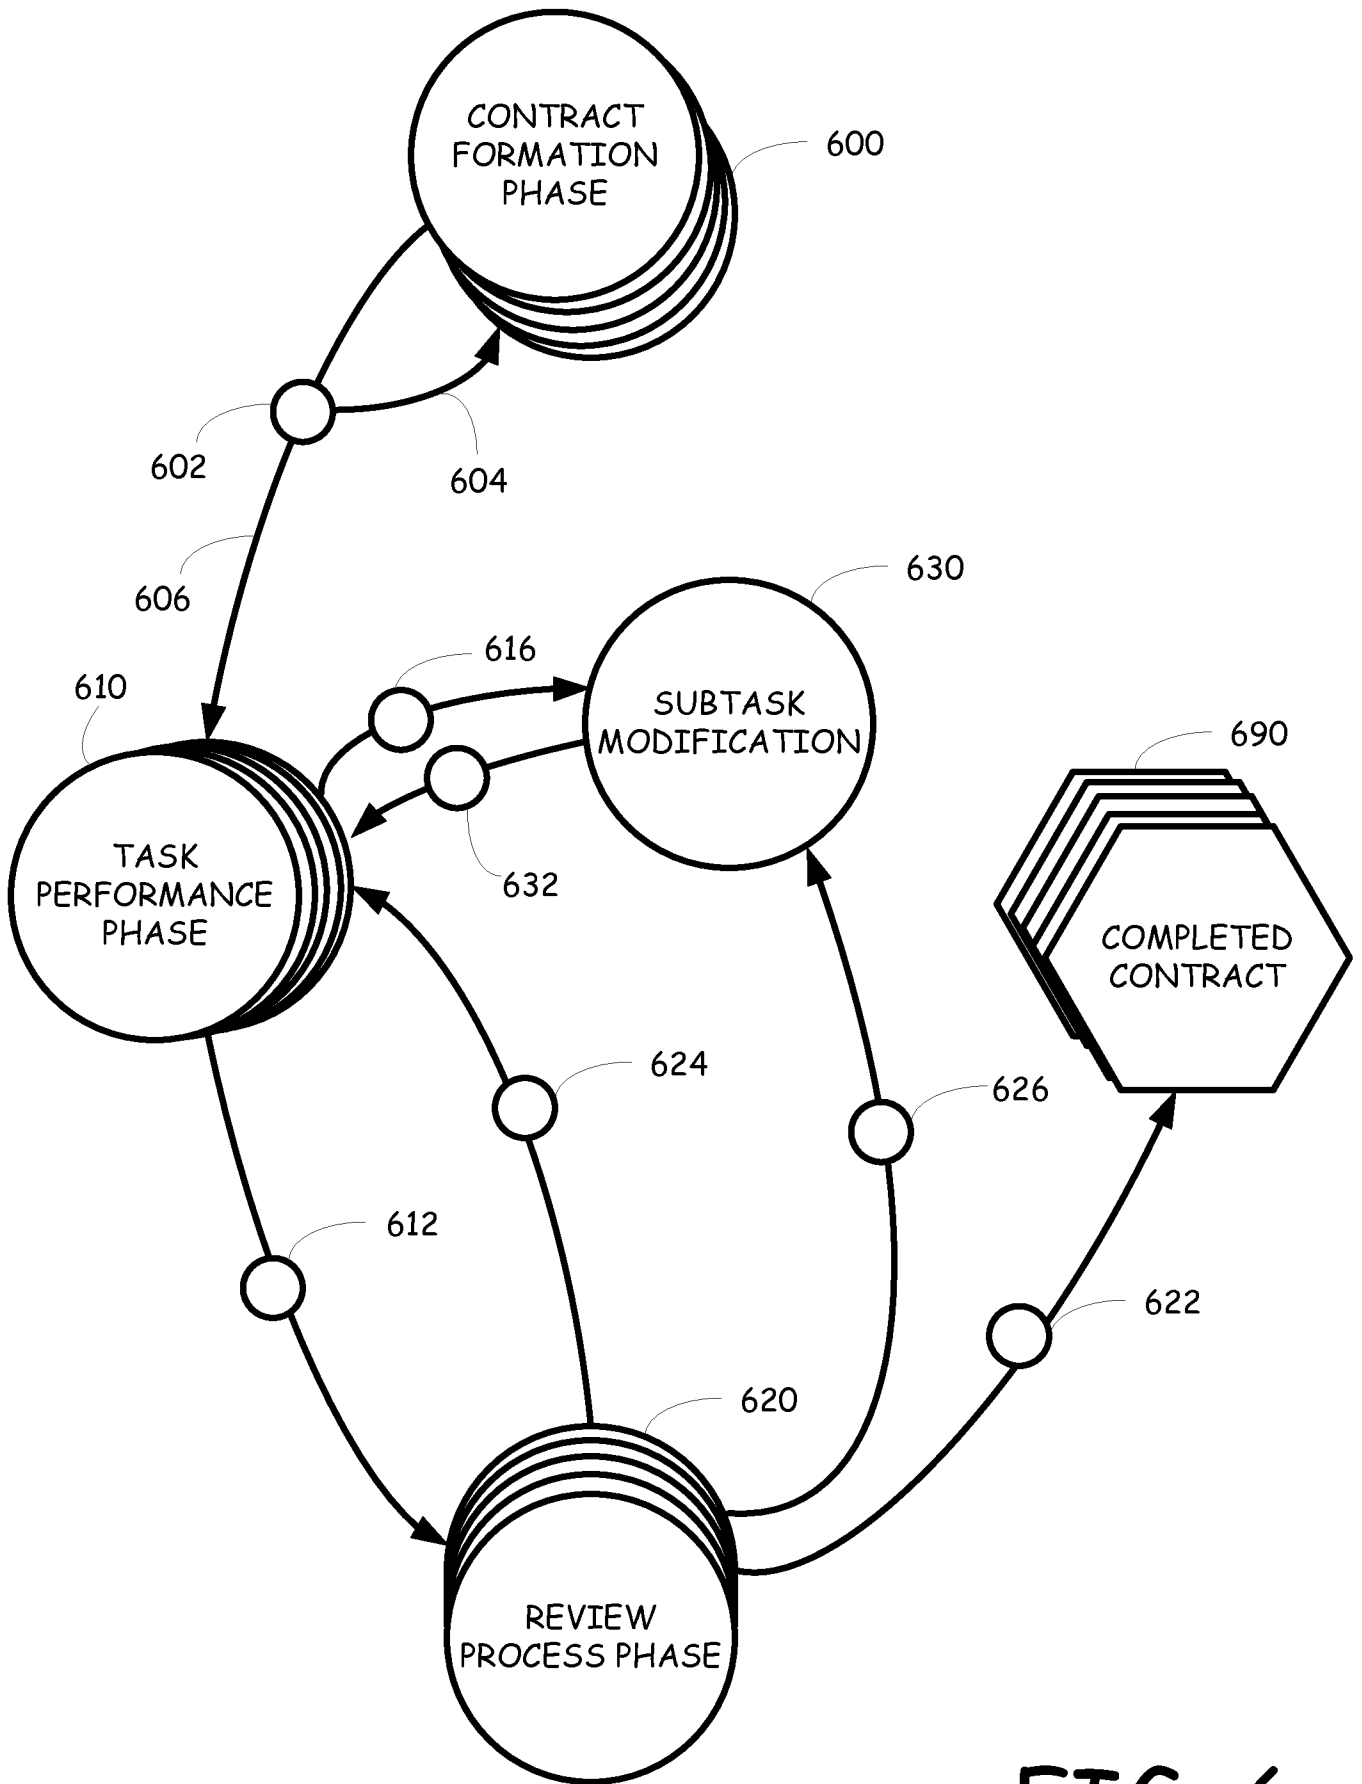 CONTRACT
FORMATION
PHASE
600
602
604
606
630
616
610
SUBTASK
MODIFICATION
690
TASK
PERFORMANCE
PHASE
632
COMPLETED
CONTRACT
624
626
612
622
620
REVIEW
PROCESS PHASE